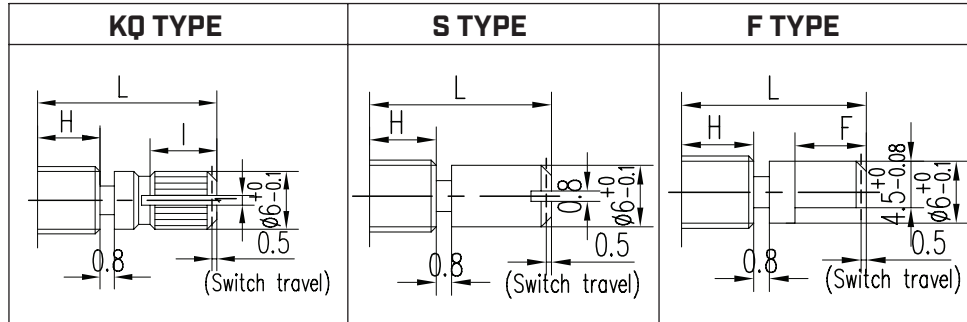 KQ TYPE
L
H
I
ø6 +0 -0.1
0.5
0.8
(Switch travel)
S TYPE
L
H
0.8
ø6 +0 -0.1
0.5
0.8
(Switch travel)
F TYPE
L
H
F
4.5 +0 -0.08
ø6 +0 -0.1
0.5
0.8
(Switch travel)